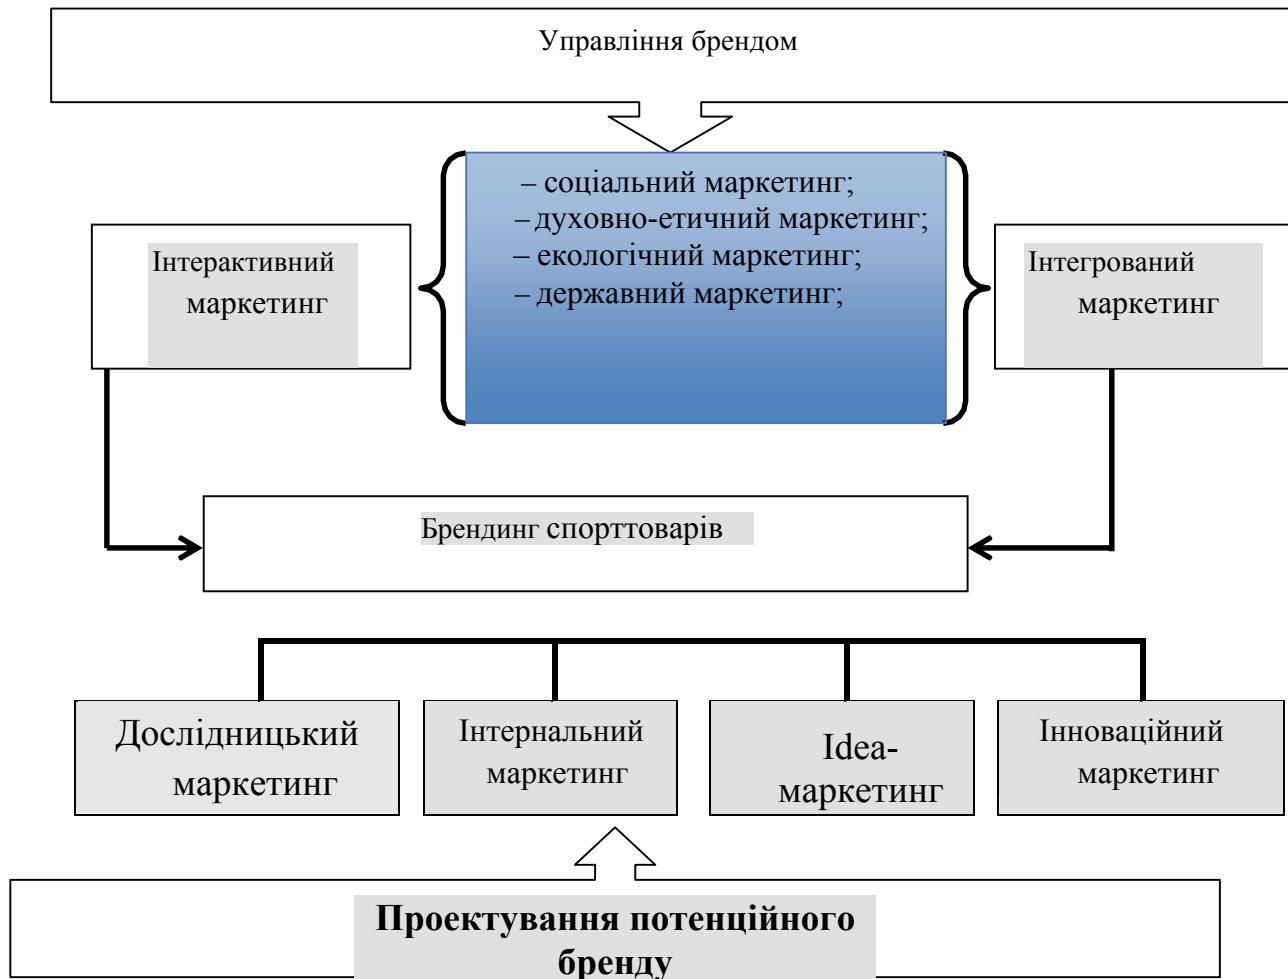 Управління брендом
– соціальний маркетинг;
– духовно-етичний маркетинг;
– екологічний маркетинг;
– державний маркетинг;
Інтерактивний
маркетинг
Інтегрований
маркетинг
Брендинг спорттоварів
Дослідницький
маркетинг
Інтернальний
маркетинг
Idea-
маркетинг
Інноваційний
маркетинг
Проектування потенційного
бренду